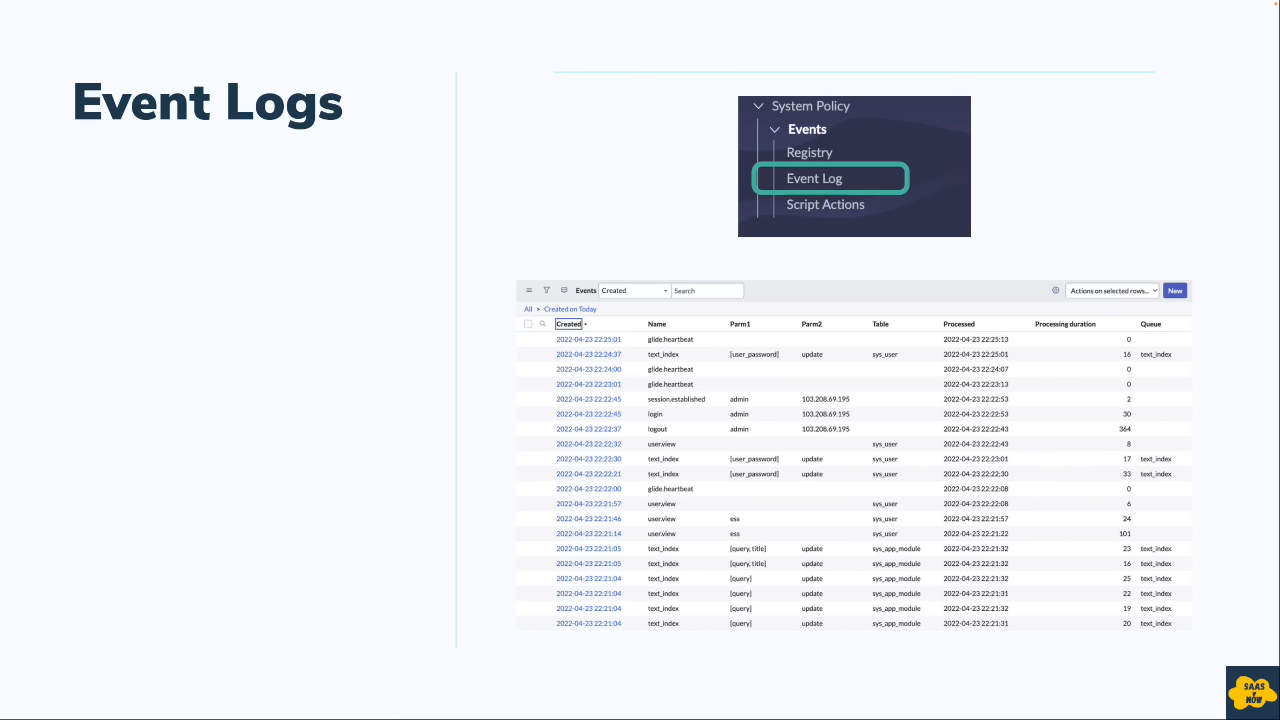 Event Logs
System Policy
Events
Registry
Event Log
Script Actions
Events Created Search Actions on selected rows... New
All > Created on Today
Created Name Parm1 Parm2 Table Processed Processing duration Queue
2022-04-23 22:25:01 glide.heartbeat 2022-04-23 22:25:13 0
2022-04-23 22:24:37 text_index [user_password] update sys_user 2022-04-23 22:25:01 16 text_index
2022-04-23 22:24:00 glide.heartbeat 2022-04-23 22:24:07 0
2022-04-23 22:23:01 glide.heartbeat 2022-04-23 22:23:13 0
2022-04-23 22:22:45 session.established admin 103.208.69.195 2022-04-23 22:22:53 2
2022-04-23 22:22:45 login admin 103.208.69.195 2022-04-23 22:22:53 30
2022-04-23 22:22:37 logout admin 103.208.69.195 2022-04-23 22:22:43 364
2022-04-23 22:22:32 user.view sys_user 2022-04-23 22:22:43 8
2022-04-23 22:22:30 text_index [user_password] update sys_user 2022-04-23 22:23:01 17 text_index
2022-04-23 22:22:21 text_index [user_password] update sys_user 2022-04-23 22:22:30 33 text_index
2022-04-23 22:22:00 glide.heartbeat 2022-04-23 22:22:08 0
2022-04-23 22:21:57 user.view sys_user 2022-04-23 22:22:08 6
2022-04-23 22:21:46 user.view ess sys_user 2022-04-23 22:21:57 24
2022-04-23 22:21:14 user.view ess sys_user 2022-04-23 22:21:22 101
2022-04-23 22:21:05 text_index [query, title] update sys_app_module 2022-04-23 22:21:32 23 text_index
2022-04-23 22:21:05 text_index [query, title] update sys_app_module 2022-04-23 22:21:32 16 text_index
2022-04-23 22:21:04 text_index [query] update sys_app_module 2022-04-23 22:21:32 25 text_index
2022-04-23 22:21:04 text_index [query] update sys_app_module 2022-04-23 22:21:31 22 text_index
2022-04-23 22:21:04 text_index [query] update sys_app_module 2022-04-23 22:21:32 19 text_index
2022-04-23 22:21:04 text_index [query] update sys_app_module 2022-04-23 22:21:31 20 text_index
SAAS
NOW